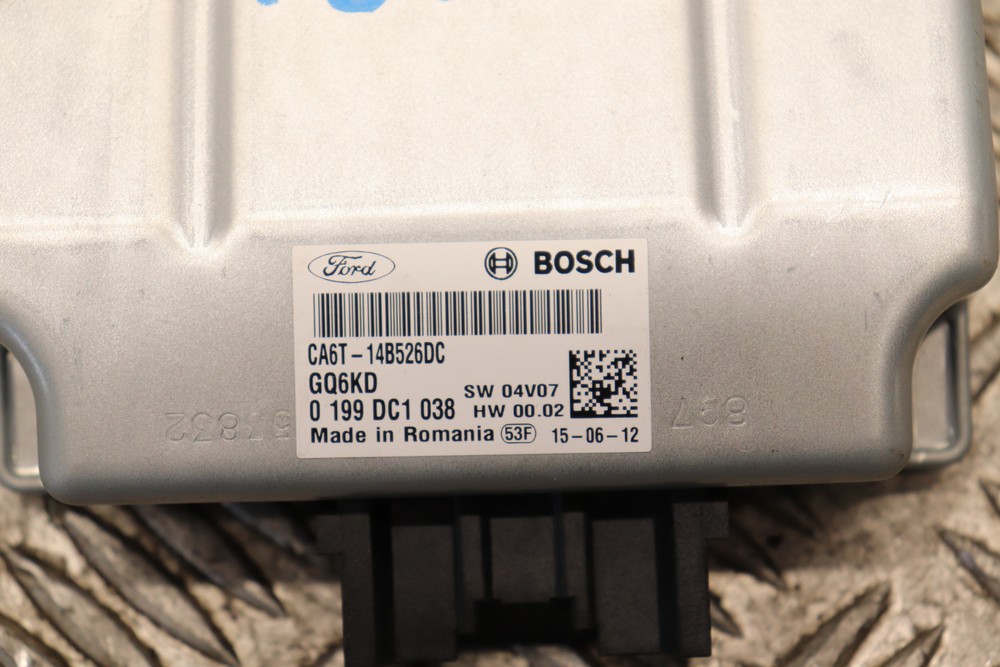 Ford BOSCH
CA6T-14B526DC
GQ6KD
0 199 DC1 038
SW 04V07
HW 00.02
Made in Romania 53F 15-06-12